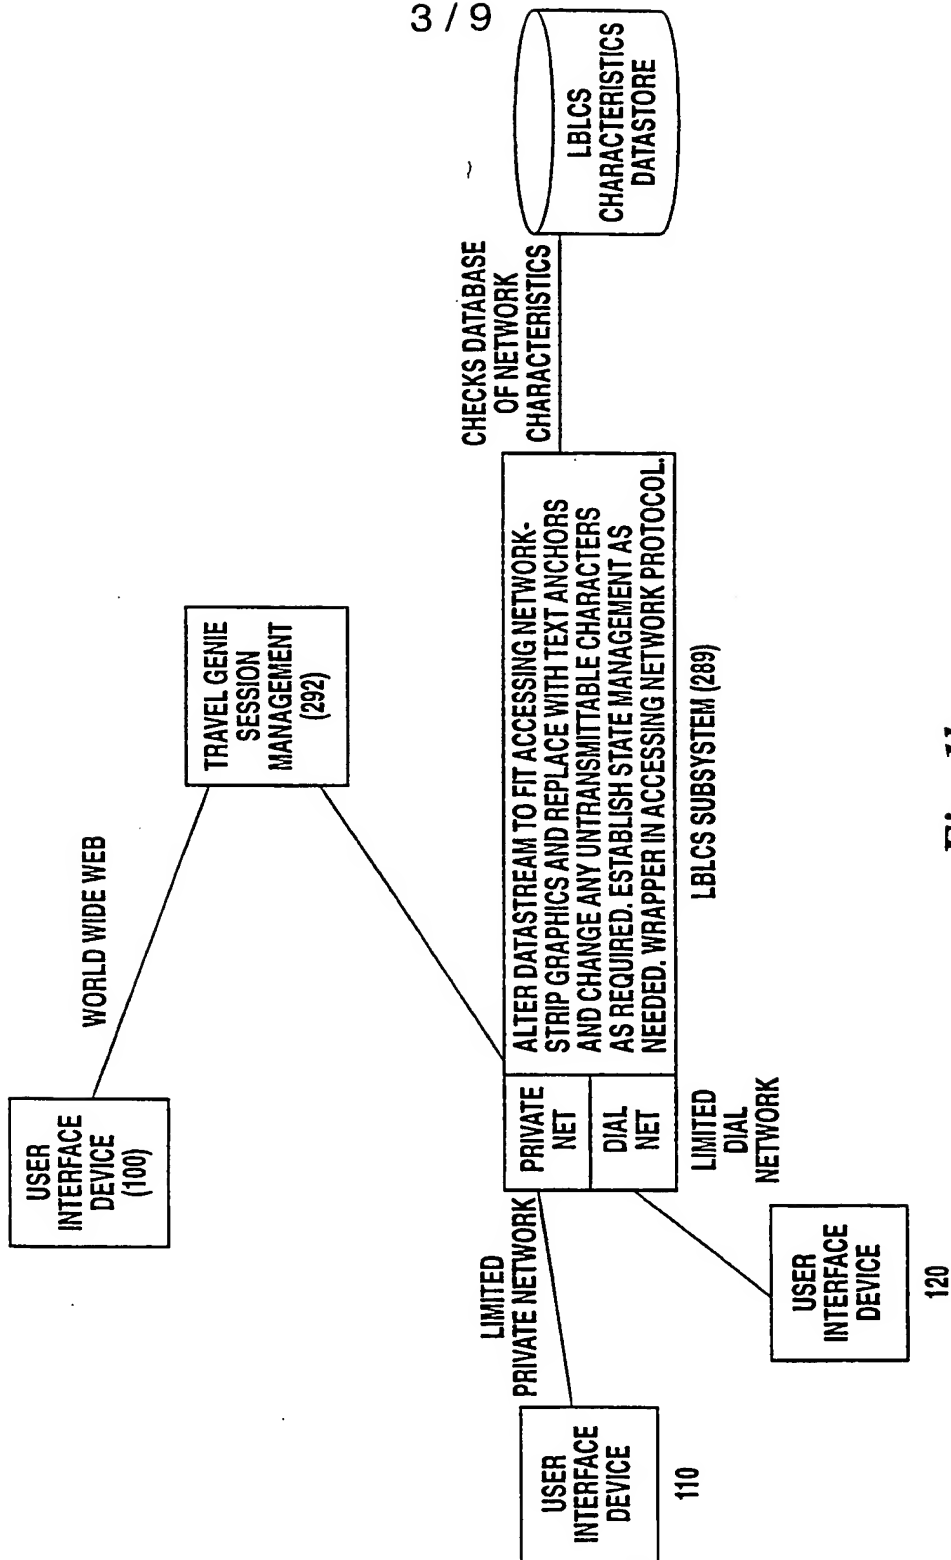 3 / 9
USER
INTERFACE
DEVICE
(100)
WORLD WIDE WEB
TRAVEL GENIE
SESSION
MANAGEMENT
(292)
USER
INTERFACE
DEVICE
110
LIMITED
PRIVATE NETWORK
USER
INTERFACE
DEVICE
120
LIMITED
DIAL
NETWORK
PRIVATE
NET
DIAL
NET
ALTER DATASTREAM TO FIT ACCESSING NETWORK-
STRIP GRAPHICS AND REPLACE WITH TEXT ANCHORS
AND CHANGE ANY UNTRANSMITTABLE CHARACTERS
AS REQUIRED. ESTABLISH STATE MANAGEMENT AS
NEEDED. WRAPPER IN ACCESSING NETWORK PROTOCOL.
LBLCS SUBSYSTEM (289)
CHECKS DATABASE
OF NETWORK
CHARACTERISTICS
LBLCS
CHARACTERISTICS
DATASTORE